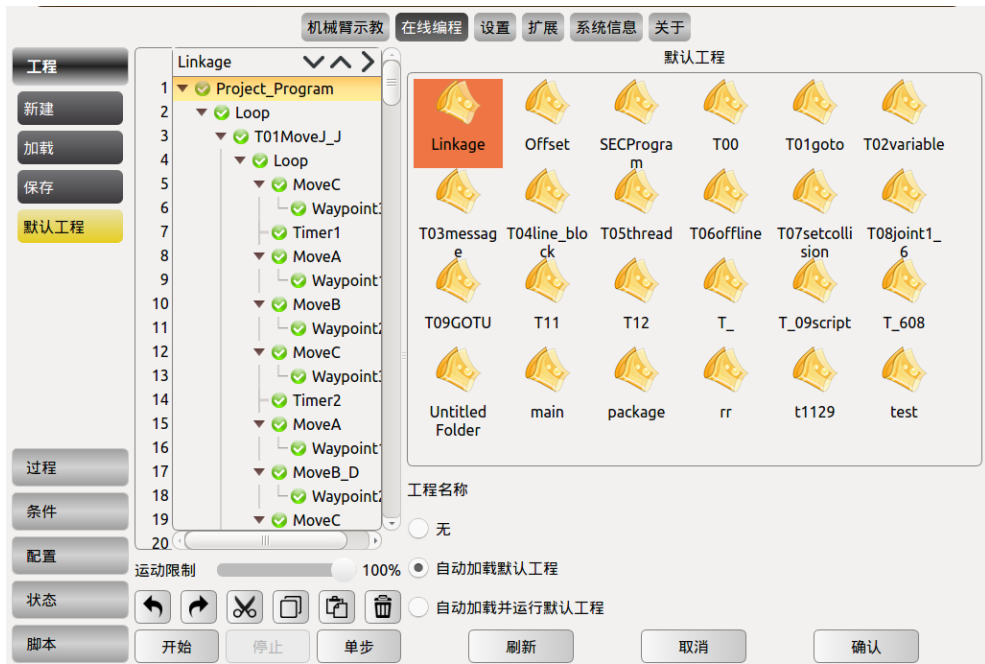 机械臂示教 在线编程 设置 扩展 系统信息 关于
工程
新建
加载
保存
默认工程
过程
条件
配置
状态
脚本
Linkage
1 Project_Program
2 Loop
3 T01MoveJ_J
4 Loop
5 MoveC
6 Waypoint3
7 Timer1
8 MoveA
9 Waypoint1
10 MoveB
11 Waypoint2
12 MoveC
13 Waypoint3
14 Timer2
15 MoveA
16 Waypoint1
17 MoveB_D
18 Waypoint2
19 MoveC
20
运动限制 100%
开始 停止 单步
默认工程
Linkage Offset SECProgra
m T00 T01goto T02variable
T03messag
e T04line_blo
ck T05thread T06offline T07setcolli
sion T08joint1_
6
T09GOTU T11 T12 T_ T_09script T_608
Untitled
Folder main package rr t1129 test
工程名称
无
自动加载默认工程
自动加载并运行默认工程
刷新 取消 确认